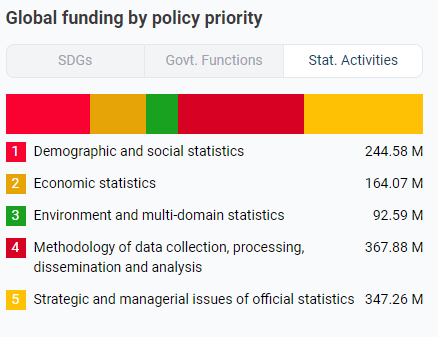 Global funding by policy priority
SDGs Govt. Functions Stat. Activities
1 Demographic and social statistics 244.58 M
2 Economic statistics 164.07 M
3 Environment and multi-domain statistics 92.59 M
4 Methodology of data collection, processing, 367.88 M
dissemination and analysis
5 Strategic and managerial issues of official statistics 347.26 M